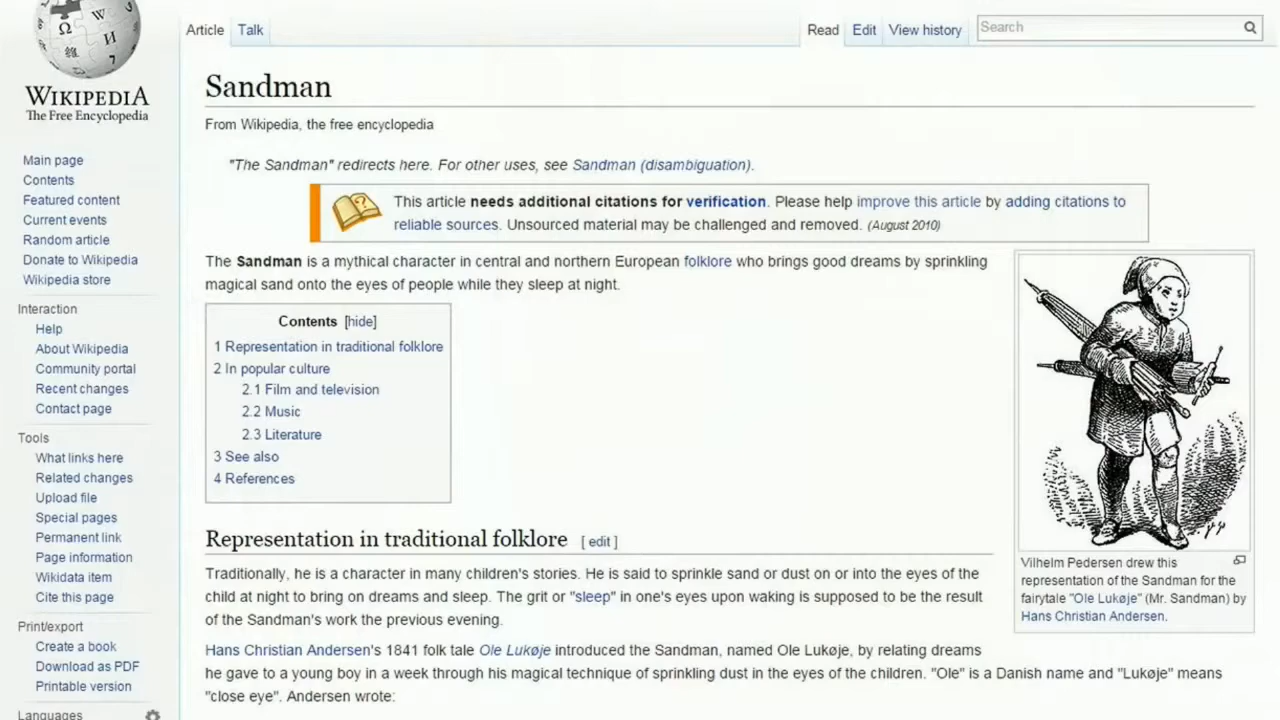 Article
Talk
Read
Edit
View history
Search
WIKIPEDIA
The Free Encyclopedia
Main page
Contents
Featured content
Current events
Random article
Donate to Wikipedia
Wikipedia store
Interaction
Help
About Wikipedia
Community portal
Recent changes
Contact page
Tools
What links here
Related changes
Upload file
Special pages
Permanent link
Page information
Wikidata item
Cite this page
Print/export
Create a book
Download as PDF
Printable version
Languages
Sandman
From Wikipedia, the free encyclopedia
"The Sandman" redirects here. For other uses, see Sandman (disambiguation).
This article needs additional citations for verification. Please help improve this article by adding citations to
reliable sources. Unsourced material may be challenged and removed. (August 2010)
The Sandman is a mythical character in central and northern European folklore who brings good dreams by sprinkling
magical sand onto the eyes of people while they sleep at night.
Contents [hide]
1 Representation in traditional folklore
2 In popular culture
2.1 Film and television
2.2 Music
2.3 Literature
3 See also
4 References
Vilhelm Pedersen drew this
representation of the Sandman for the
fairytale "Ole Lukøje" (Mr. Sandman) by
Hans Christian Andersen.
Representation in traditional folklore [ edit ]
Traditionally, he is a character in many children's stories. He is said to sprinkle sand or dust on or into the eyes of the
child at night to bring on dreams and sleep. The grit or "sleep" in one's eyes upon waking is supposed to be the result
of the Sandman's work the previous evening.
Hans Christian Andersen's 1841 folk tale Ole Lukøje introduced the Sandman, named Ole Lukøje, by relating dreams
he gave to a young boy in a week through his magical technique of sprinkling dust in the eyes of the children. "Ole" is a Danish name and "Lukøje" means
"close eye". Andersen wrote: